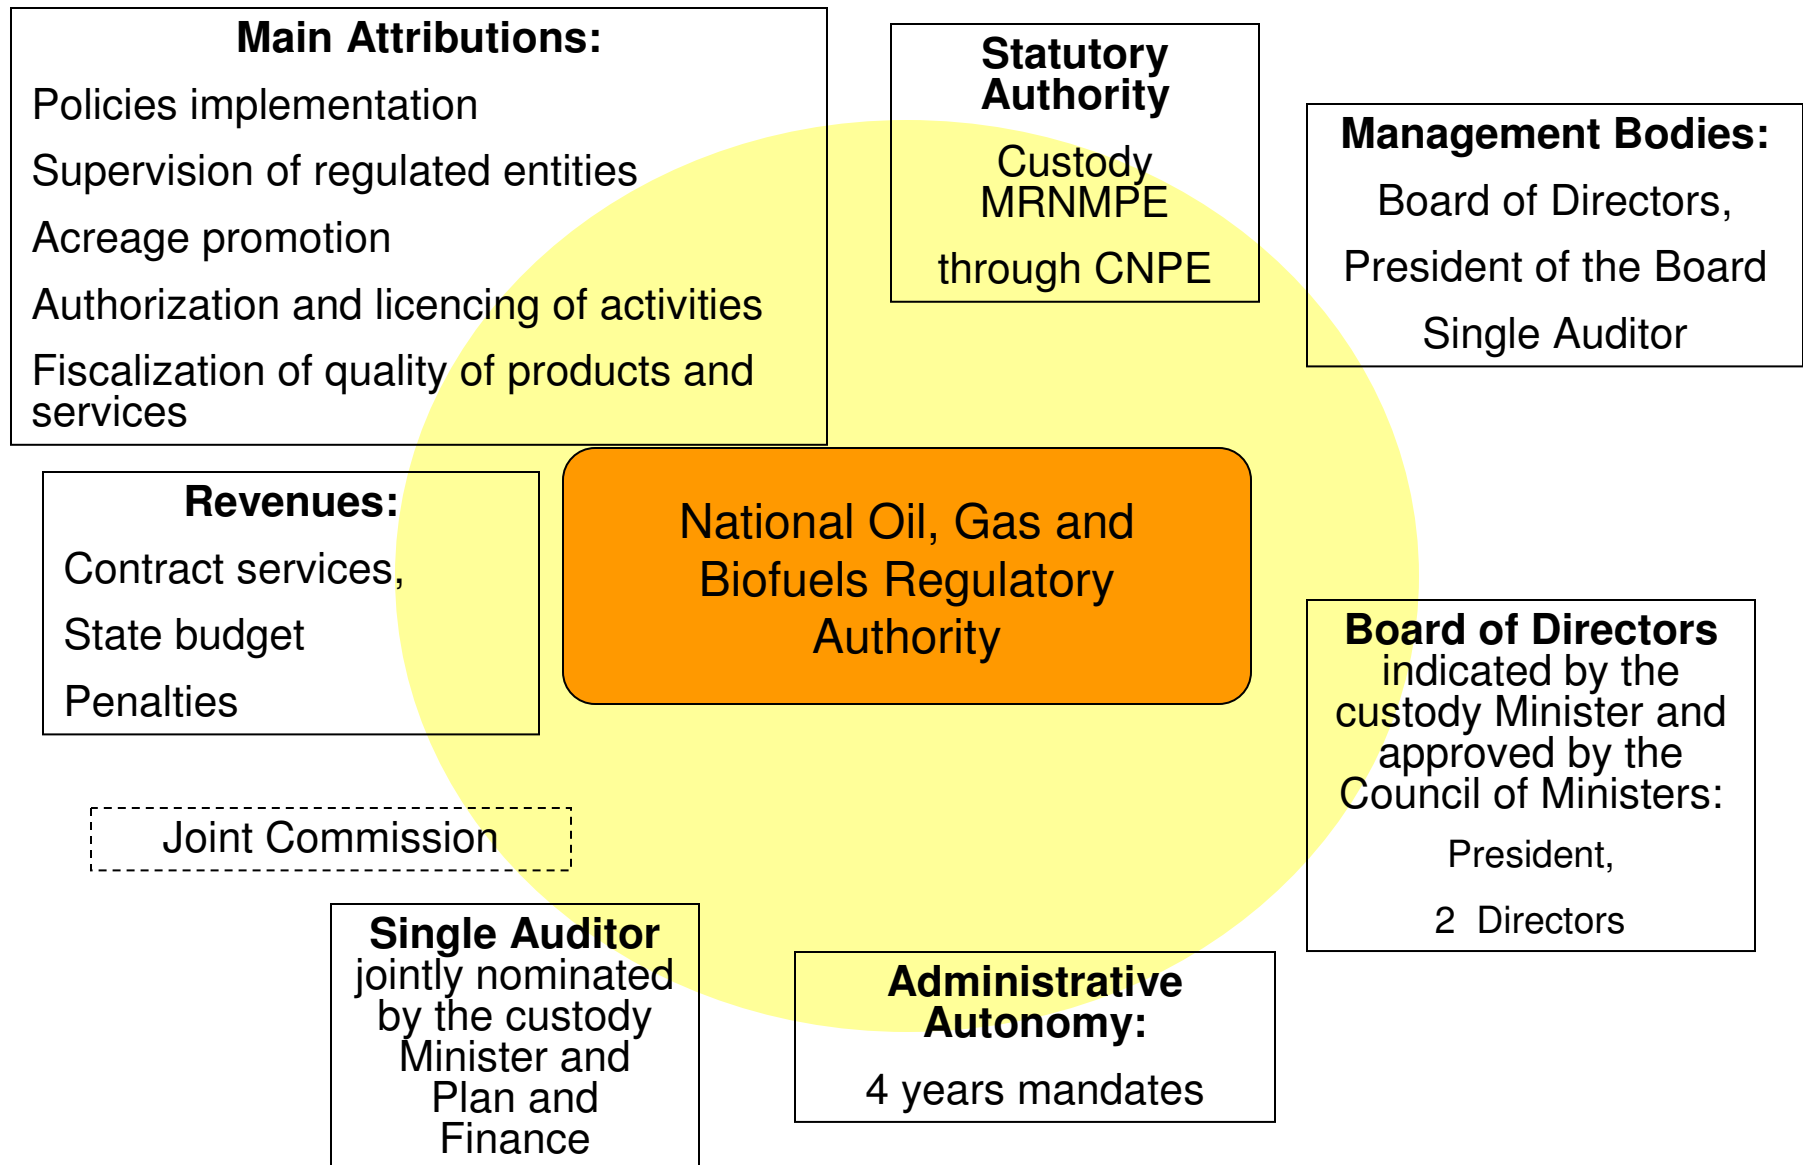 Main Attributions:
Policies implementation
Supervision of regulated entities
Acreage promotion
Authorization and licencing of activities
Fiscalization of quality of products and
services
Statutory
Authority
Custody
MRNMPE
through CNPE
Management Bodies:
Board of Directors,
President of the Board
Single Auditor
Revenues:
Contract services,
State budget
Penalties
National Oil, Gas and
Biofuels Regulatory
Authority
Board of Directors
indicated by the
custody Minister and
approved by the
Council of Ministers:
President,
2 Directors
Joint Commission
Single Auditor
jointly nominated
by the custody
Minister and
Plan and
Finance
Administrative
Autonomy:
4 years mandates